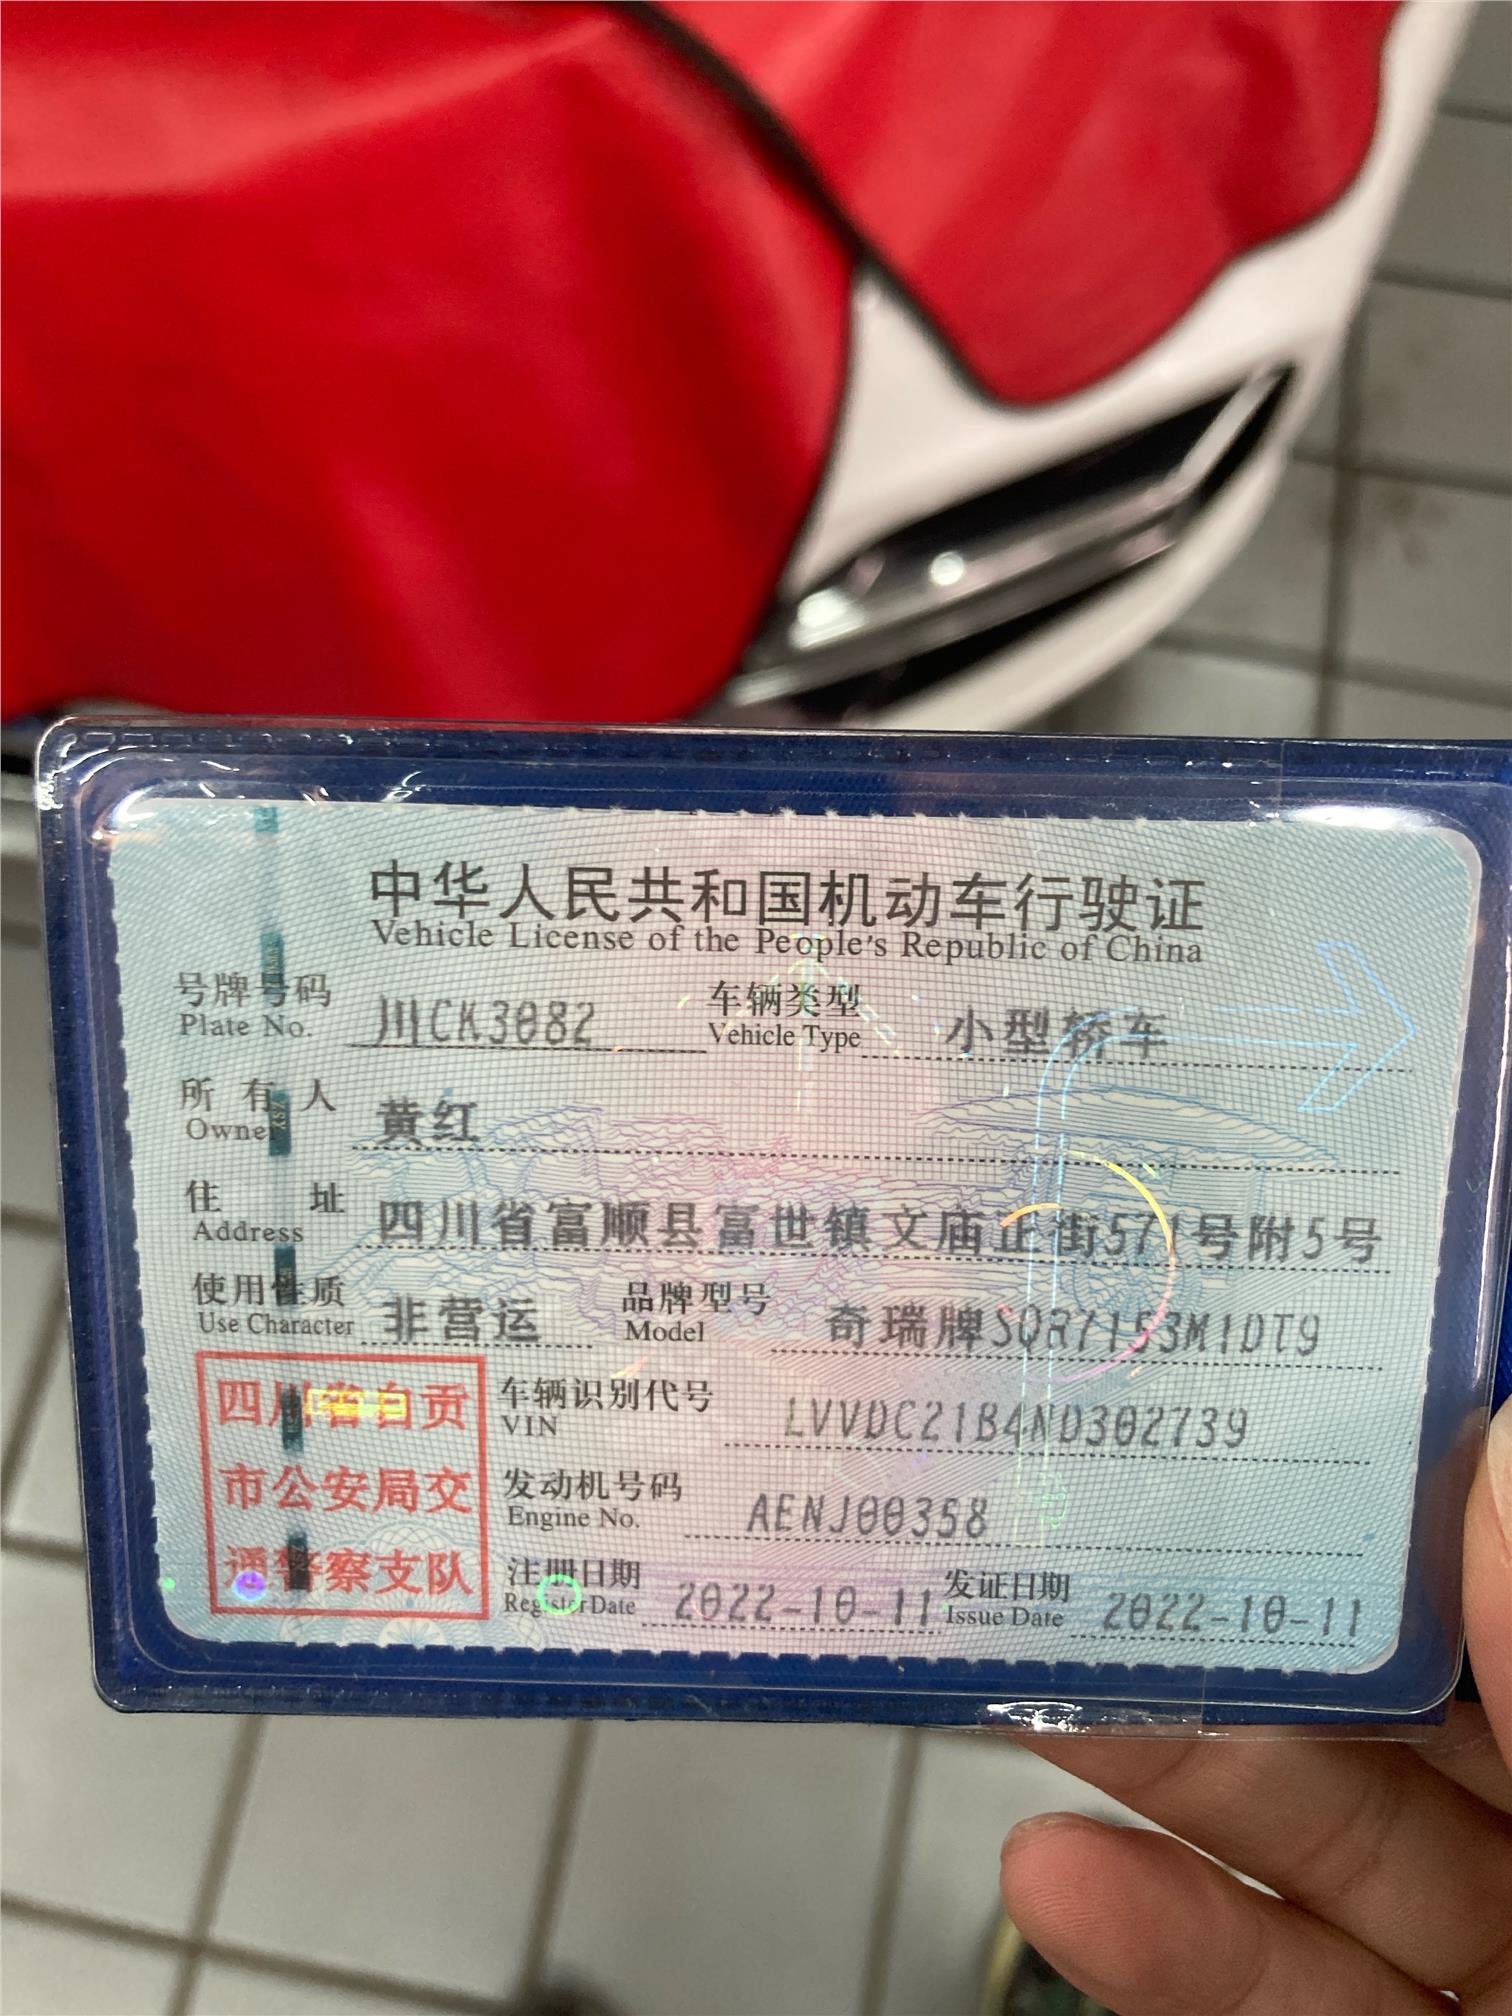 中华人民共和国机动车行驶证
Vehicle License of the People's Republic of China
号牌号码 川CK3082 车辆类型 小型轿车
Plate No. Vehicle Type
所有人 黄红
Owner
住址 四川省富顺县富世镇文庙正街571号附5号
Address
使用性质 非营运 品牌型号 奇瑞牌SQR7153M1DT9
Use Character Model
四川省自贡
市公安局交
通警察支队
车辆识别代号 LVVDC21B4ND302739
VIN
发动机号码 AENJ00358
Engine No.
注册日期 2022-10-11 发证日期 2022-10-11
Register Date Issue Date